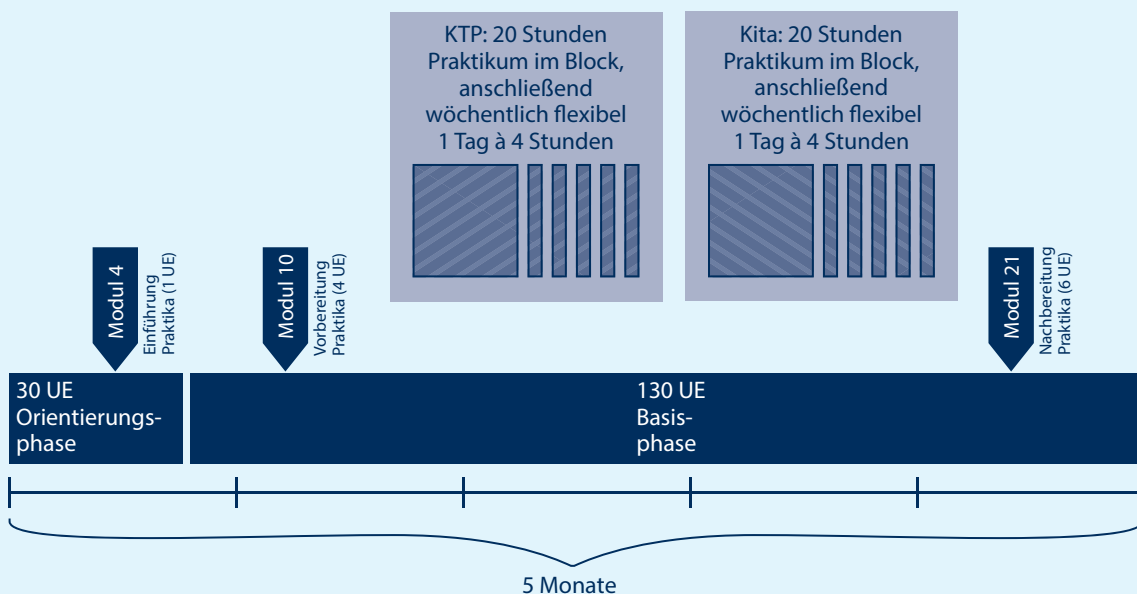 KTP: 20 Stunden
Praktikum im Block,
anschließend
wöchentlich flexibel
1 Tag à 4 Stunden
Kita: 20 Stunden
Praktikum im Block,
anschließend
wöchentlich flexibel
1 Tag à 4 Stunden
Modul 4
Einführung
Praktika (1 UE)
Modul 10
Vorbereitung
Praktika (4 UE)
Modul 21
Nachbereitung
Praktika (6 UE)
30 UE
Orientierungs-
phase
130 UE
Basis-
phase
5 Monate